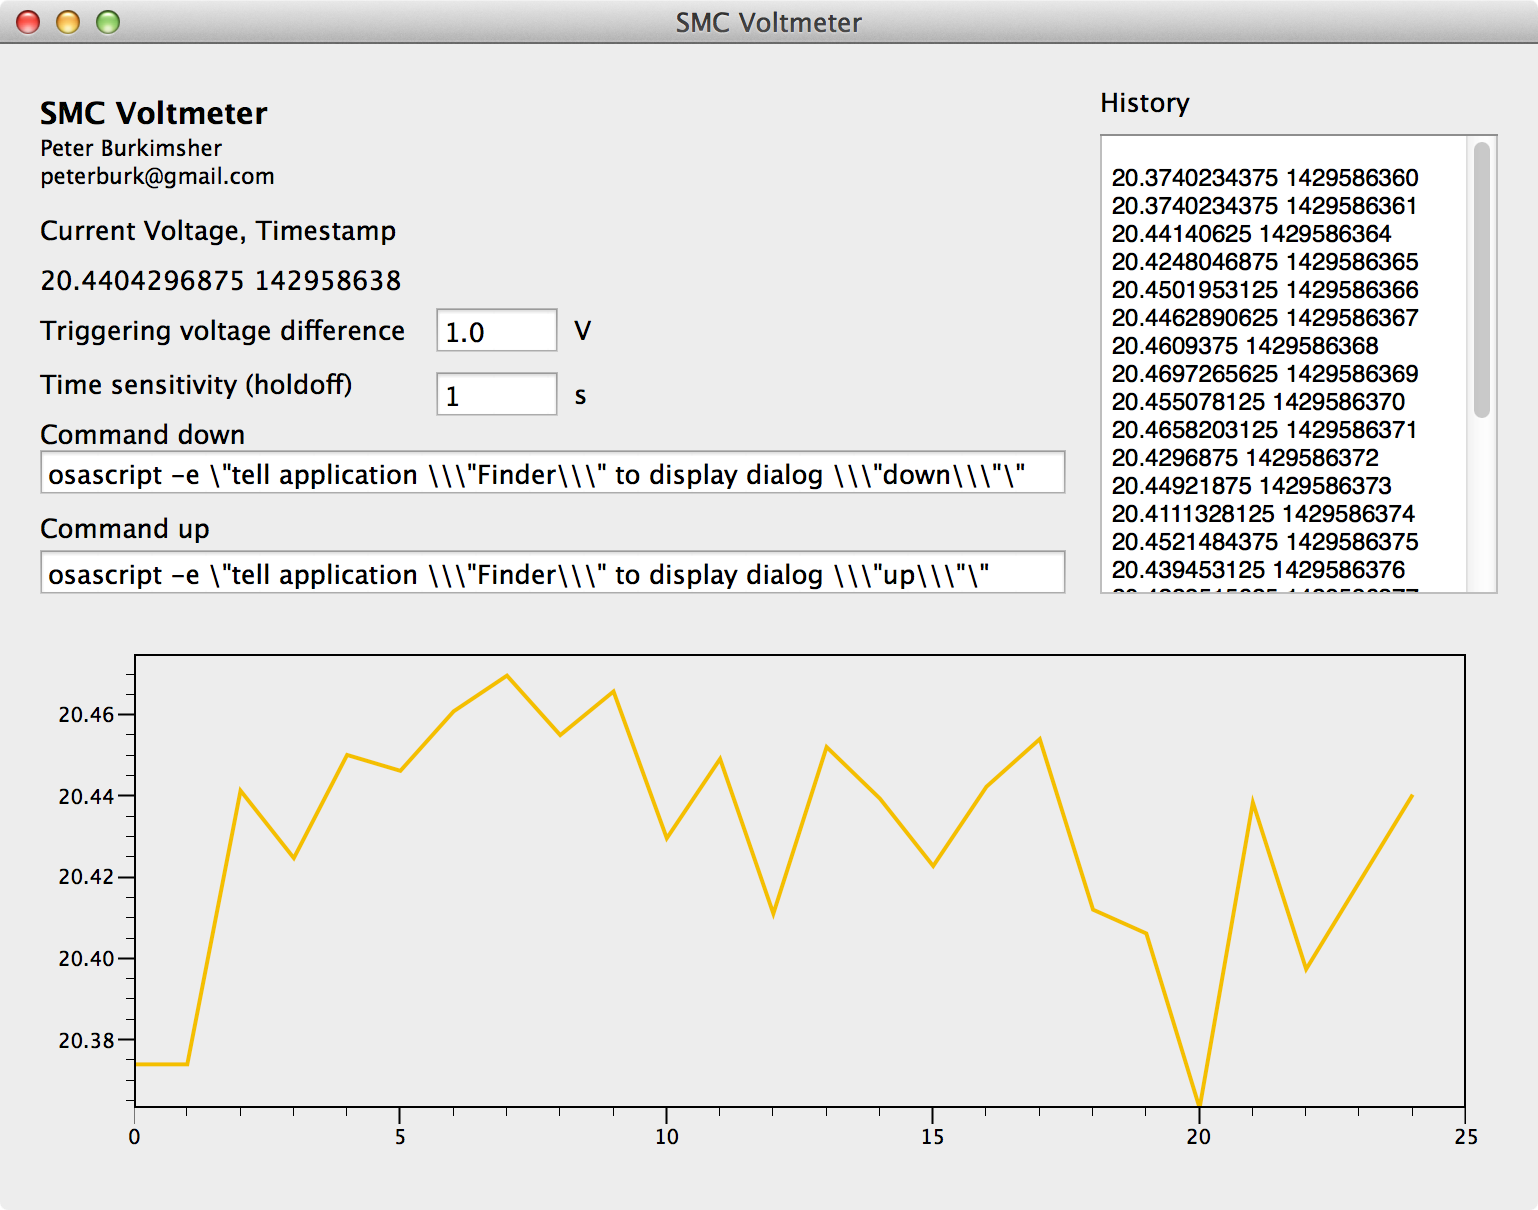 SMC Voltmeter
SMC Voltmeter
Peter Burkimsher
peterburk@gmail.com
Current Voltage, Timestamp
20.4404296875 142958638
Triggering voltage difference 1.0 V
Time sensitivity (holdoff) 1 s
Command down
osascript -e \"tell application \\\"Finder\\\" to display dialog \\\"down\\\"\"
Command up
osascript -e \"tell application \\\"Finder\\\" to display dialog \\\"up\\\"\"
History
20.3740234375 1429586360
20.3740234375 1429586361
20.44140625 1429586364
20.4248046875 1429586365
20.4501953125 1429586366
20.4462890625 1429586367
20.4609375 1429586368
20.4697265625 1429586369
20.455078125 1429586370
20.4658203125 1429586371
20.4296875 1429586372
20.44921875 1429586373
20.4111328125 1429586374
20.4521484375 1429586375
20.439453125 1429586376
20.46
20.44
20.42
20.40
20.38
0 5 10 15 20 25